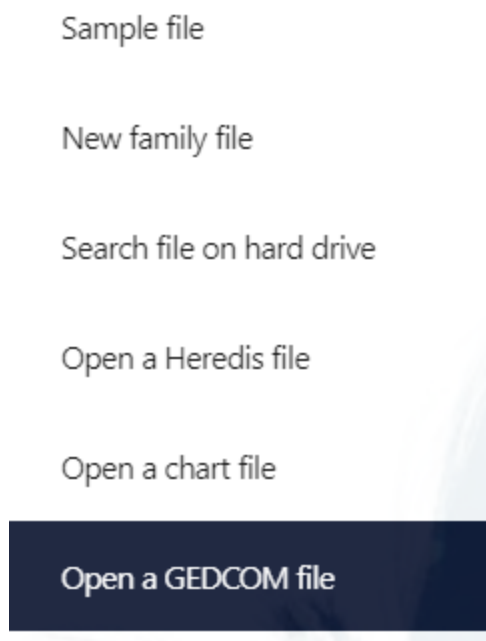 Sample file
New family file
Search file on hard drive
Open a Heredis file
Open a chart file
Open a GEDCOM file